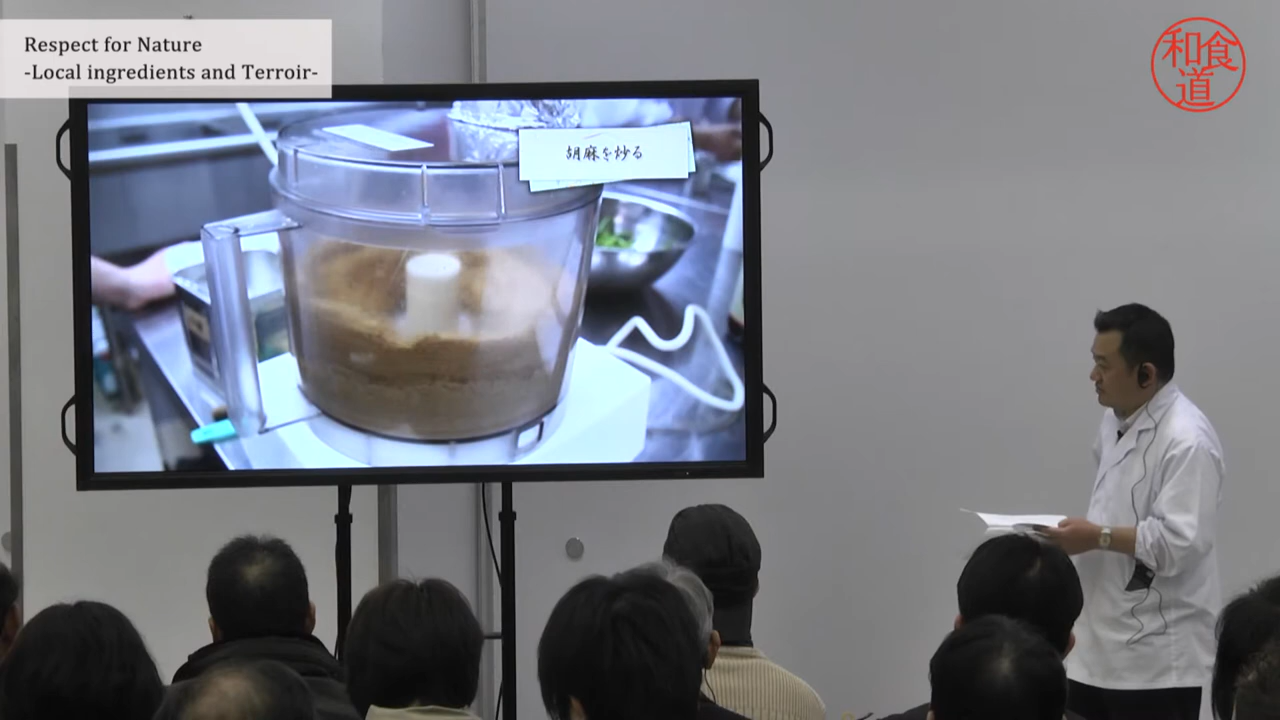 Respect for Nature
-Local ingredients and Terroir-
和食
道
胡麻を炒る